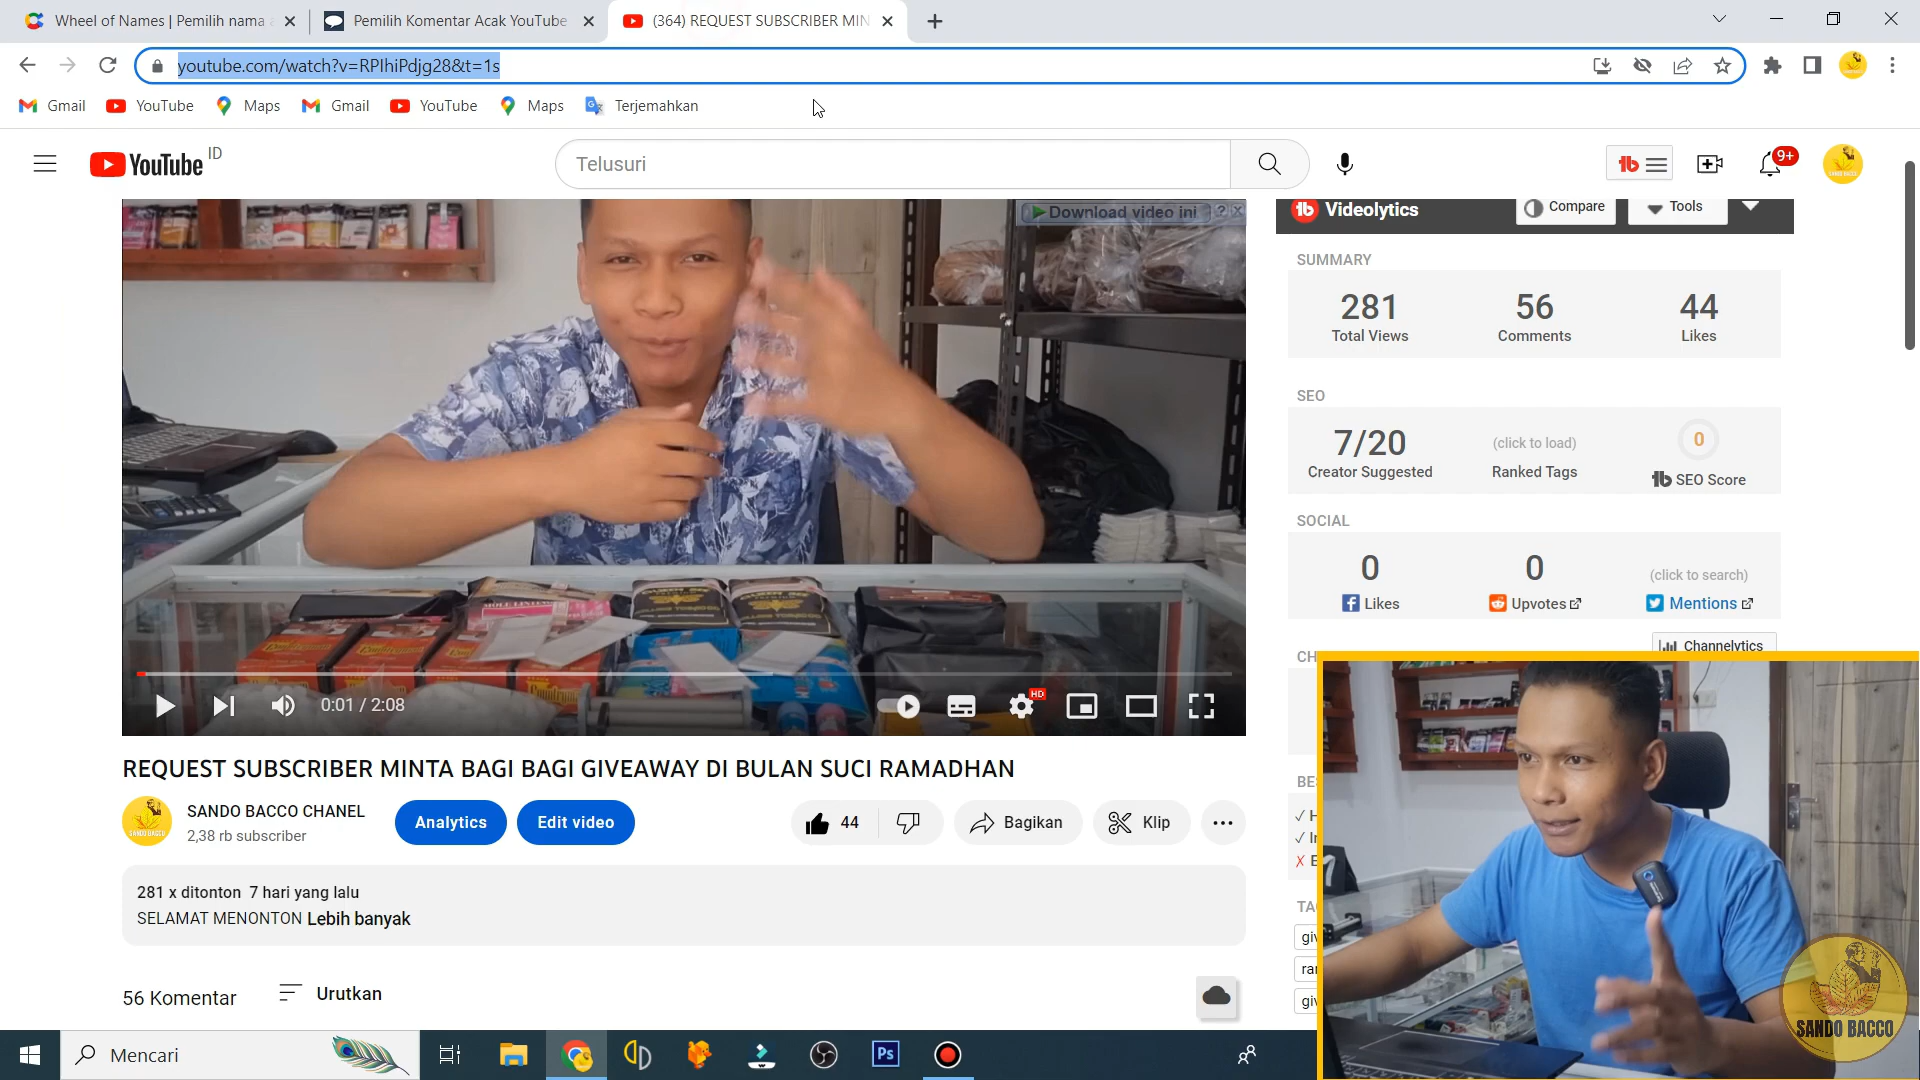 Wheel of Names | Pemilih nama
Pemilih Komentar Acak YouTube
(364) REQUEST SUBSCRIBER MIN
youtube.com/watch?v=RPIhiPdjg28&t=1s
Gmail YouTube Maps Gmail YouTube Maps Terjemahkan
YouTube ID
Telusuri
9+
Download video ini ? X
Videolytics
Compare
Tools
SUMMARY
281 56 44
Total Views Comments Likes
SEO
7/20 (click to load) 0
Creator Suggested Ranked Tags SEO Score
SOCIAL
0 0 (click to search)
Likes Upvotes Mentions
Channelytics
0:01 / 2:08
HD
REQUEST SUBSCRIBER MINTA BAGI BAGI GIVEAWAY DI BULAN SUCI RAMADHAN
SANDO BACCO CHANEL
2,38 rb subscriber
Analytics
Edit video
44
Bagikan
Klip
281 x ditonton 7 hari yang lalu
SELAMAT MENONTON Lebih banyak
56 Komentar
Urutkan
Mencari
Ps
SANDO BACCO